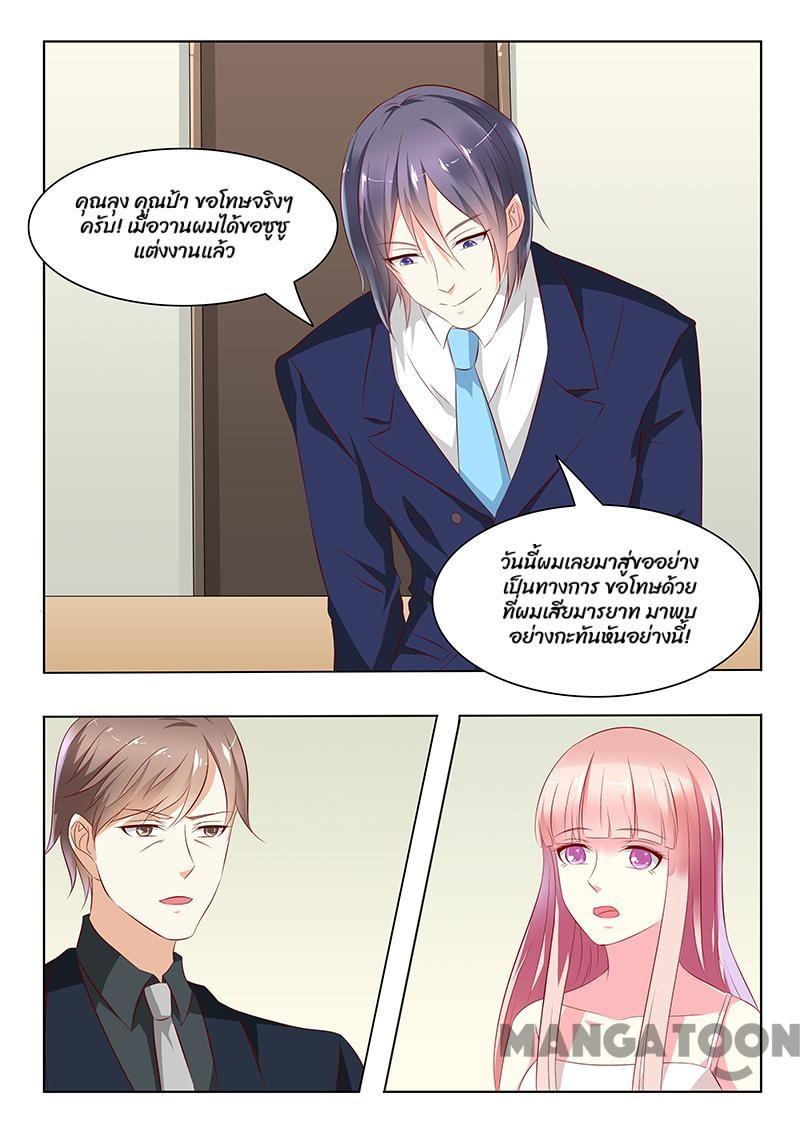 คุณลุง คุณป้า ขอโทษจริงๆ
ครับ! เมื่อวานผมได้ขอซูซู
แต่งงานแล้ว
วันนี้ผมเลยมาสู่ขออย่าง
เป็นทางการ ขอโทษด้วย
ที่ผมเสียมารยาท มาพบ
อย่างกะทันหันอย่างนี้!
MANGATOON